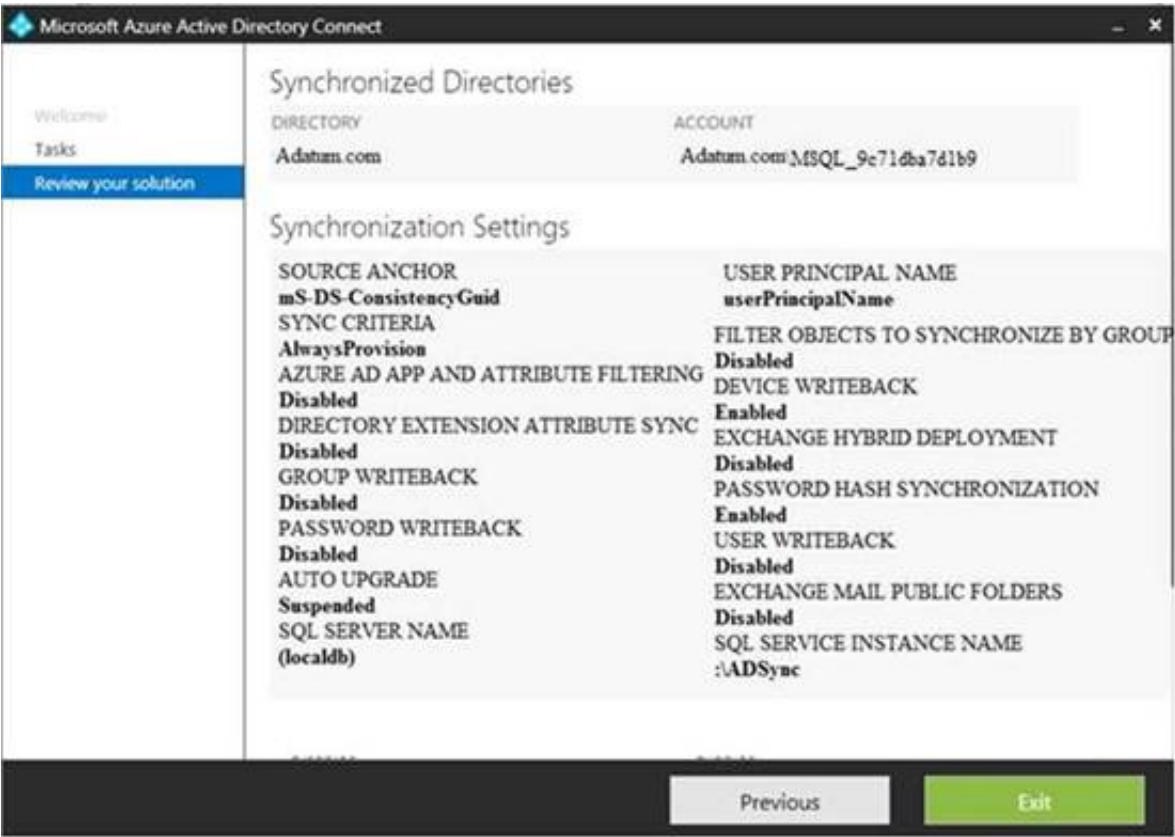 Microsoft Azure Active Directory Connect
Welcome
Tasks
Review your solution
Synchronized Directories
DIRECTORY ACCOUNT
Adatum.com Adatum.com\MSQL_9c71dba7d1b9
Synchronization Settings
SOURCE ANCHOR
mS-DS-ConsistencyGuid
SYNC CRITERIA
AlwaysProvision
AZURE AD APP AND ATTRIBUTE FILTERING
Disabled
DIRECTORY EXTENSION ATTRIBUTE SYNC
Disabled
GROUP WRITEBACK
Disabled
PASSWORD WRITEBACK
Disabled
AUTO UPGRADE
Suspended
SQL SERVER NAME
(localdb)
USER PRINCIPAL NAME
userPrincipalName
FILTER OBJECTS TO SYNCHRONIZE BY GROUP
Disabled
DEVICE WRITEBACK
Enabled
EXCHANGE HYBRID DEPLOYMENT
Disabled
PASSWORD HASH SYNCHRONIZATION
Enabled
USER WRITEBACK
Disabled
EXCHANGE MAIL PUBLIC FOLDERS
Disabled
SQL SERVICE INSTANCE NAME
:\ADSync
Previous
Exit